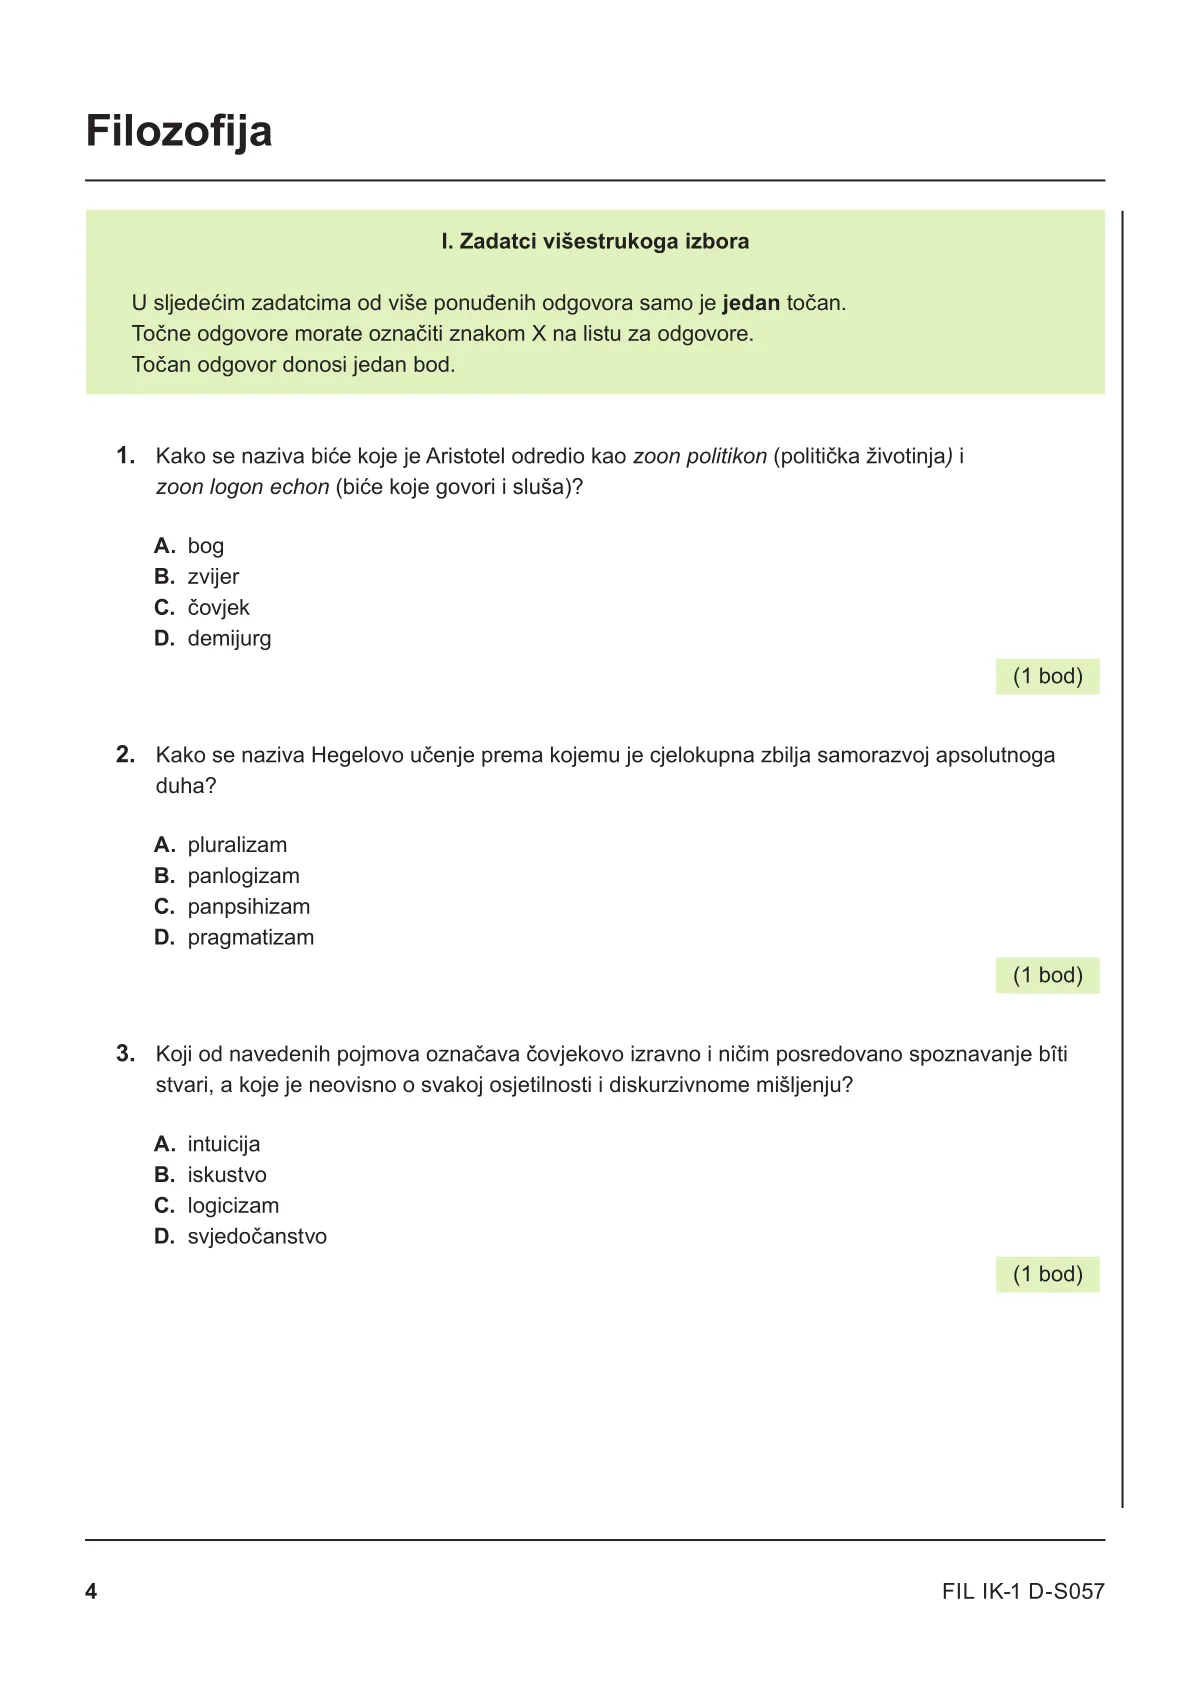 Filozofija
I. Zadatci višestrukoga izbora
U sljedećim zadatcima od više ponuđenih odgovora samo je jedan točan.
Točne odgovore morate označiti znakom X na listu za odgovore.
Točan odgovor donosi jedan bod.
1. Kako se naziva biće koje je Aristotel odredio kao zoon politikon (politička životinja) i
zoon logon echon (biće koje govori i sluša)?
A. bog
B. zvijer
C. čovjek
D. demijurg
(1 bod)
2. Kako se naziva Hegelovo učenje prema kojemu je cjelokupna zbilja samorazvoj apsolutnoga
duha?
A. pluralizam
B. panlogizam
C. panpsihizam
D. pragmatizam
(1 bod)
3. Koji od navedenih pojmova označava čovjekovo izravno i ničim posredovano spoznavanje bîti
stvari, a koje je neovisno o svakoj osjetilnosti i diskurzivnome mišljenju?
A. intuicija
B. iskustvo
C. logicizam
D. svjedočanstvo
(1 bod)
4
FIL IK-1 D-S057